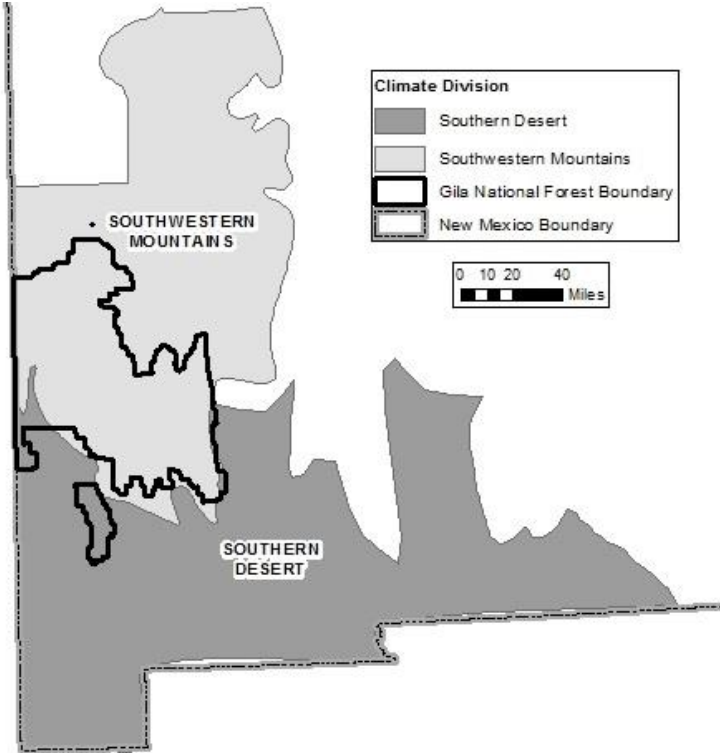 Climate Division
Southern Desert
Southwestern Mountains
Gila National Forest Boundary
New Mexico Boundary
SOUTHWESTERN
MOUNTAINS
0 10 20 40
Miles
SOUTHERN
DESERT